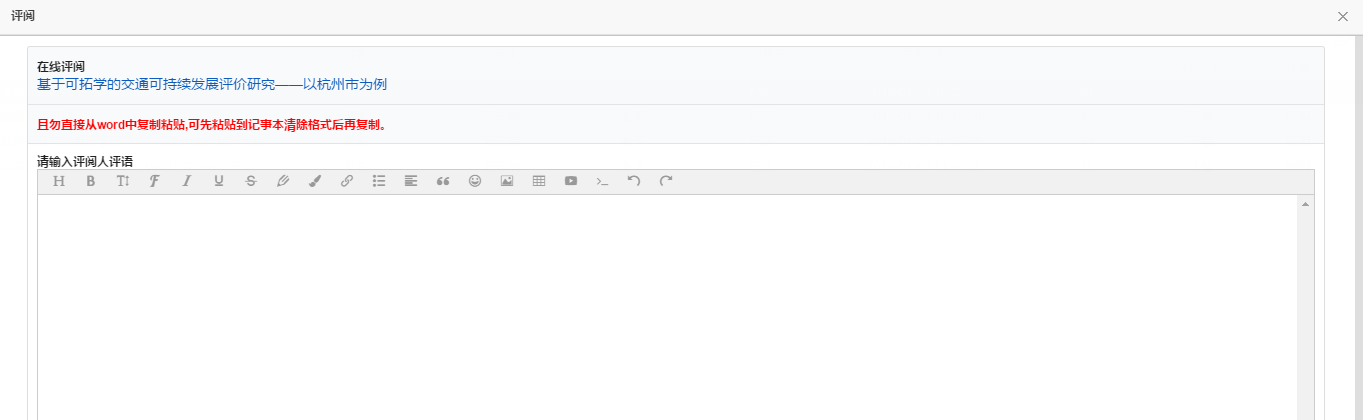 评阅
在线评阅
基于可拓学的交通可持续发展评价研究——以杭州市为例
且勿直接从word中复制粘贴,可先粘贴到记事本清除格式后再复制。
请输入评阅人评语